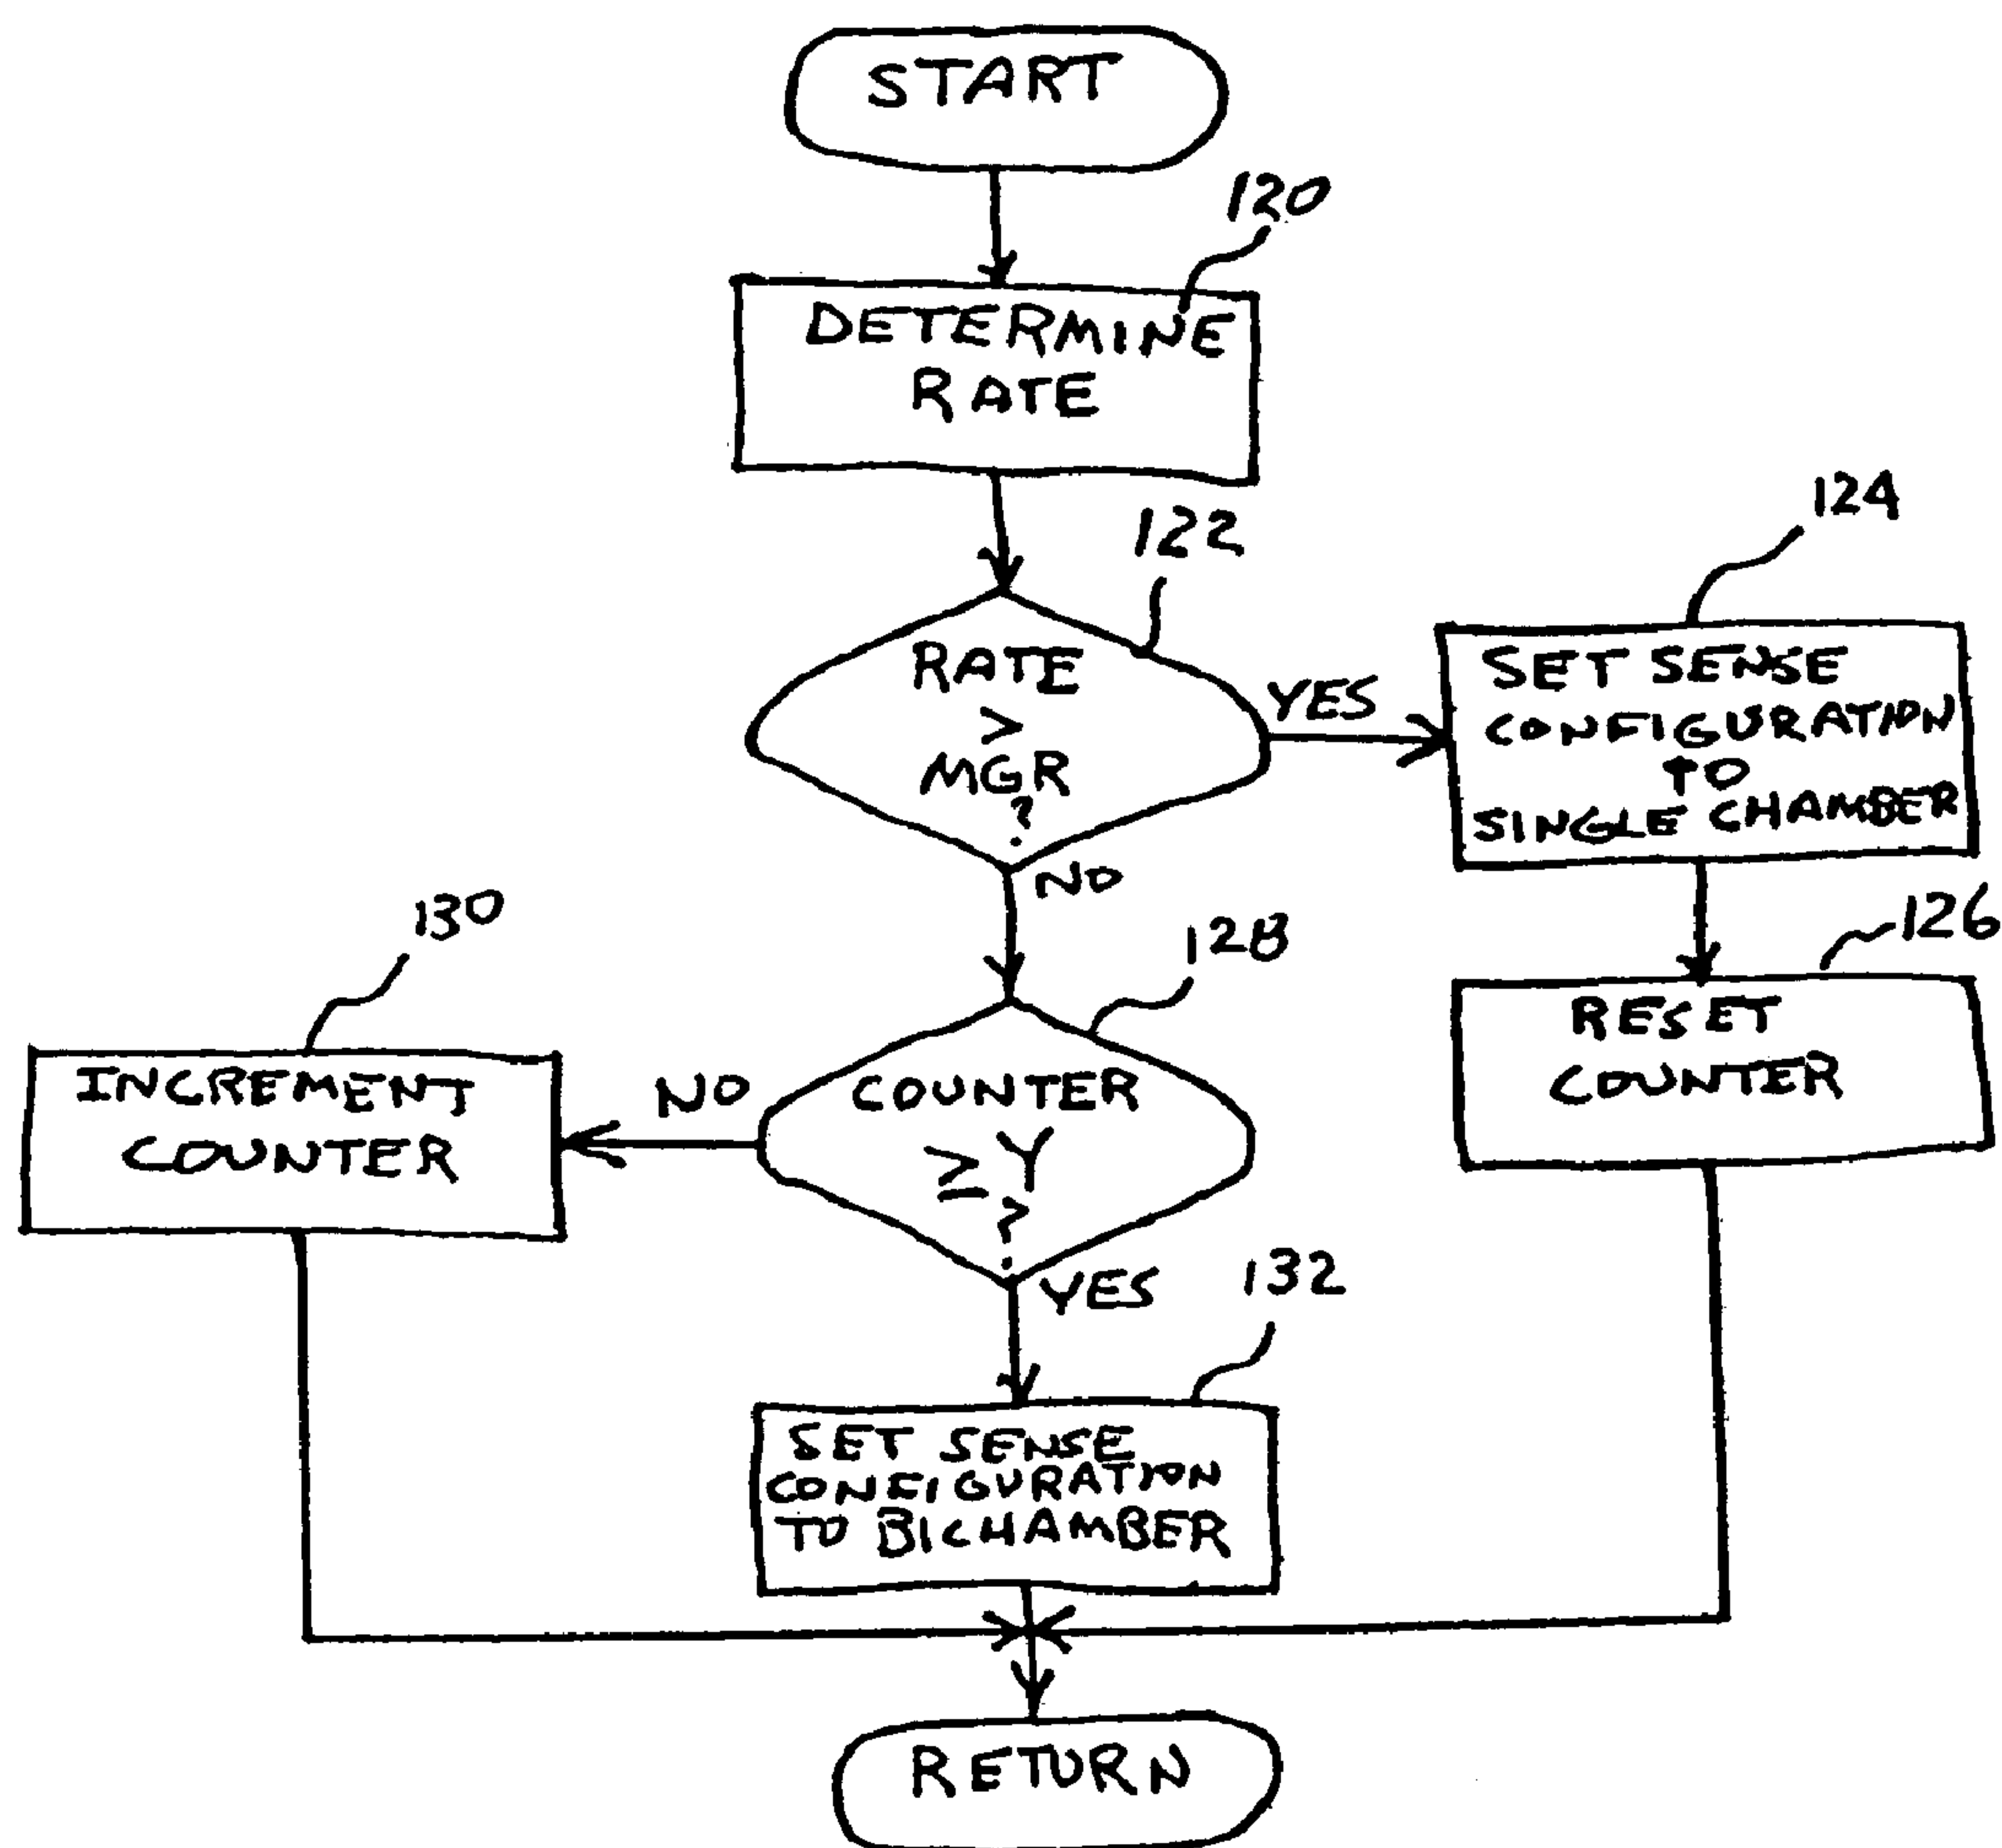 START
120
DETERMINE
RATE
122
RATE
>
MGR
?
YES
NO
124
SET SENSE
CONFIGURATION
TO
SINGLE CHAMBER
126
RESET
COUNTER
128
COUNTER
≥ Y
?
NO
YES
130
INCREMENT
COUNTER
132
SET SENSE
CONFIGURATION
TO BICHAMBER
RETURN